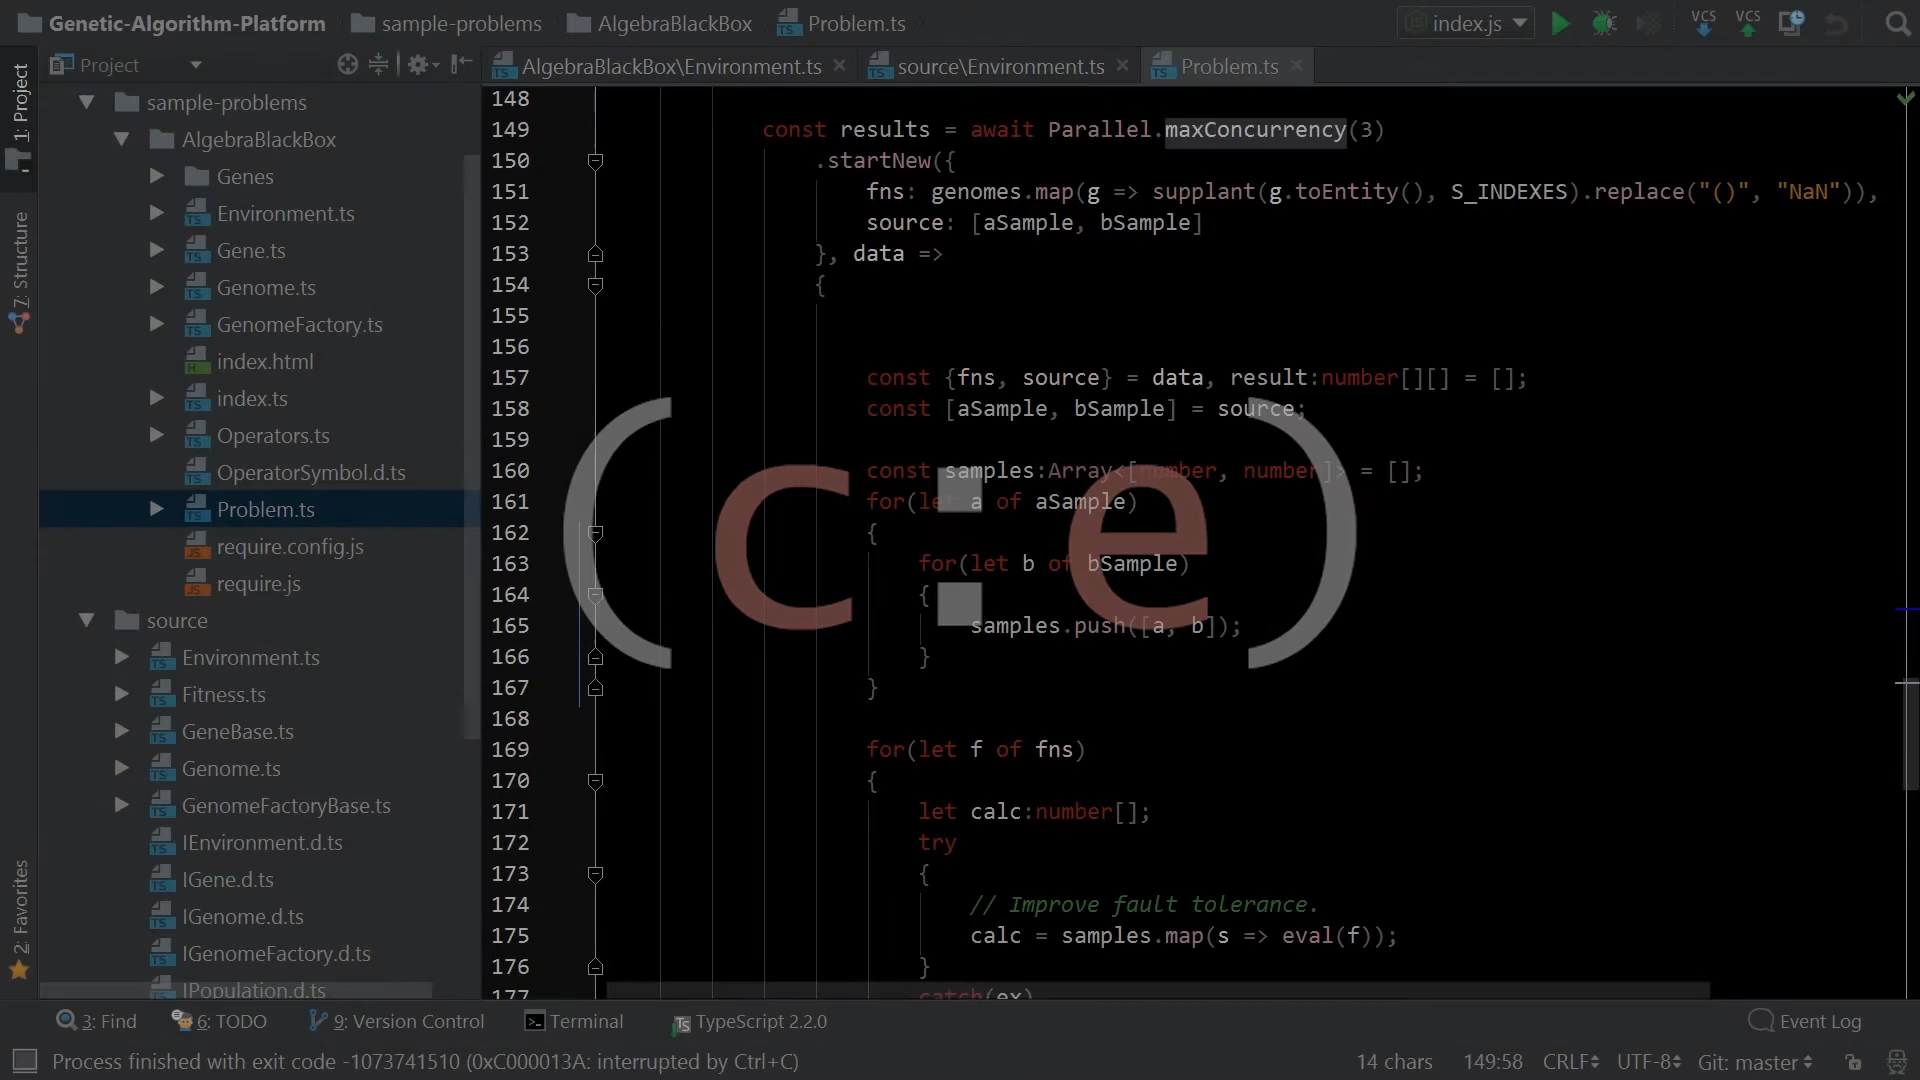 Genetic-Algorithm-Platform sample-problems AlgebraBlackBox Problem.ts index.js VCS VCS
1: Project
7: Structure
2: Favorites
Project
sample-problems
AlgebraBlackBox
Genes
Environment.ts
Gene.ts
Genome.ts
GenomeFactory.ts
index.html
index.ts
Operators.ts
OperatorSymbol.d.ts
Problem.ts
require.config.js
require.js
source
Environment.ts
Fitness.ts
GeneBase.ts
Genome.ts
GenomeFactoryBase.ts
IEnvironment.d.ts
IGene.d.ts
IGenome.d.ts
IGenomeFactory.d.ts
IPopulation.d.ts
AlgebraBlackBox\Environment.ts source\Environment.ts Problem.ts
148
149 const results = await Parallel.maxConcurrency(3)
150 .startNew({
151 fns: genomes.map(g => supplant(g.toEntity(), S_INDEXES).replace("()", "NaN")),
152 source: [aSample, bSample]
153 }, data =>
154 {
155
156
157 const {fns, source} = data, result:number[][] = [];
158 const [aSample, bSample] = source;
159
160 const samples:Array<[number, number]> = [];
161 for(let a of aSample)
162 {
163 for(let b of bSample)
164 {
165 samples.push([a, b]);
166 }
167 }
168
169 for(let f of fns)
170 {
171 let calc:number[];
172 try
173 {
174 // Improve fault tolerance.
175 calc = samples.map(s => eval(f));
176 }
177 catch(ex)
(c:e)
3: Find 6: TODO 9: Version Control Terminal TypeScript 2.2.0 Event Log
Process finished with exit code -1073741510 (0xC000013A: interrupted by Ctrl+C) 14 chars 149:58 CRLF UTF-8 Git: master